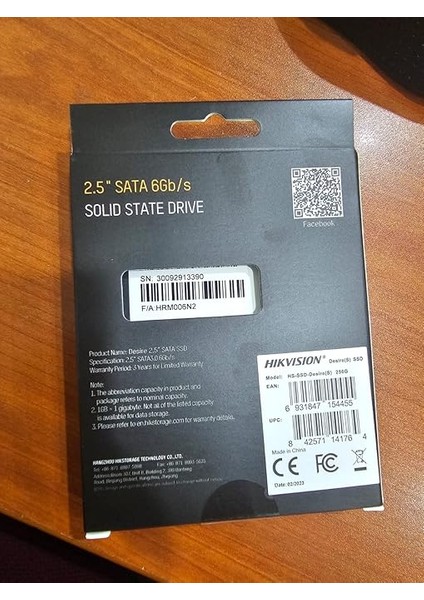 2.5" SATA 6Gb/s
SOLID STATE DRIVE
Facebook
SN: 30092913390
F/A:HRM006N2
Product Name: Desire 2.5" SATA SSD
Specification: 2.5" SATA3.0 6Gb/s
Warranty Period: 3 Years for Limited Warranty
Note:
1. The abbreviation capacity in product and
package refers to nominal capacity.
2. 1GB = 1 gigabyte. Not all of the listed capacity
is available for data storage.
3. For more information, please refer to
en.hikstorage.com/warranty
HANGZHOU HIKSTORAGE TECHNOLOGY CO., LTD.
HIKVISION Desire(S) SSD
Model: HS-SSD-Desire(S) 256G
EAN:
6 931847 154455
UPC:
8 42571 14176 4
Made in China
CE FC
Date: 02/2023